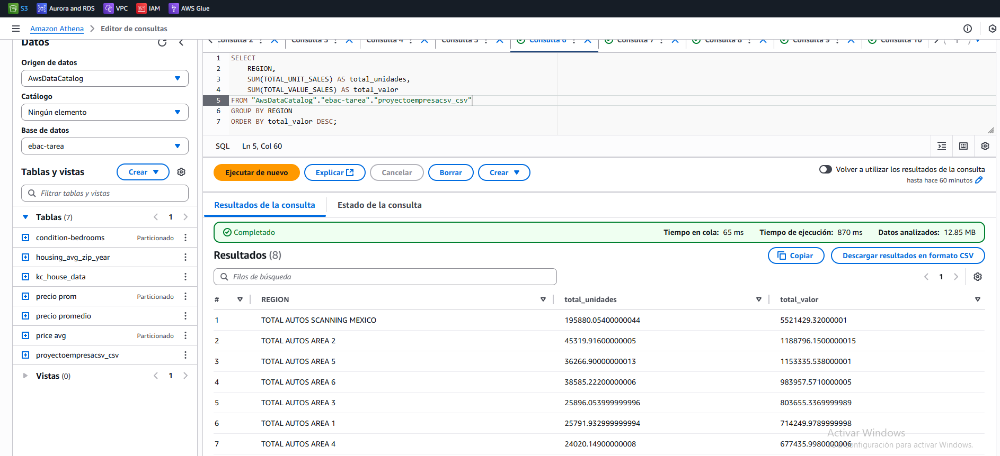 S3 Aurora and RDS VPC IAM AWS Glue
Amazon Athena > Editor de consultas
Datos
Origen de datos
AwsDataCatalog
Catálogo
Ningún elemento
Base de datos
ebac-tarea
Tablas y vistas
Crear
Filtrar tablas y vistas
Tablas (7) < 1 >
condition-bedrooms Particionado
housing_avg_zip_year
kc_house_data
precio prom Particionado
precio promedio
price avg Particionado
proyectoempresacsv_csv
Vistas (0) < 1 >
Consulta 2 Consulta 3 Consulta 4 Consulta 5 Consulta 6 Consulta 7 Consulta 8 Consulta 9 Consulta 10
1 SELECT
2 REGION,
3 SUM(TOTAL_UNIT_SALES) AS total_unidades,
4 SUM(TOTAL_VALUE_SALES) AS total_valor
5 FROM "AwsDataCatalog"."ebac-tarea"."proyectoempresacsv_csv"
6 GROUP BY REGION
7 ORDER BY total_valor DESC;
SQL Ln 5, Col 60
Ejecutar de nuevo Explicar Cancelar Borrar Crear
Volver a utilizar los resultados de la consulta
hasta hace 60 minutos
Resultados de la consulta Estado de la consulta
Completado Tiempo en cola: 65 ms Tiempo de ejecución: 870 ms Datos analizados: 12.85 MB
Resultados (8) Copiar Descargar resultados en formato CSV
Filas de búsqueda < 1 >
# REGION total_unidades total_valor
1 TOTAL AUTOS SCANNING MEXICO 195880.05400000044 5521429.32000001
2 TOTAL AUTOS AREA 2 45319.91600000005 1188796.1500000015
3 TOTAL AUTOS AREA 5 36266.90000000013 1153335.538000001
4 TOTAL AUTOS AREA 6 38585.22200000006 983957.5710000005
5 TOTAL AUTOS AREA 3 25896.053999999996 803655.3369999989
6 TOTAL AUTOS AREA 1 25791.932999999994 714249.9789999998
Activar Windows
7 TOTAL AUTOS AREA 4 24020.14900000008 677435.9980000006
Configuración para activar Windows.